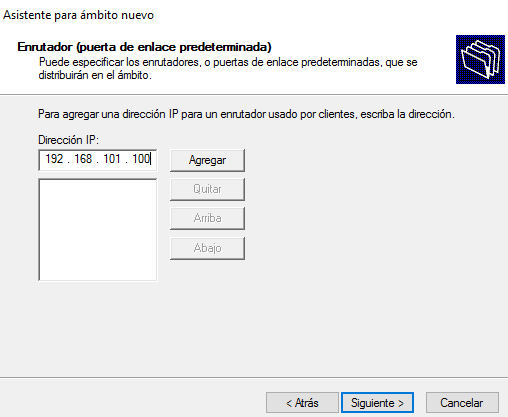 Asistente para ámbito nuevo
Enrutador (puerta de enlace predeterminada)
Puede especificar los enrutadores, o puertas de enlace predeterminadas, que se
distribuirán en el ámbito.
Para agregar una dirección IP para un enrutador usado por clientes, escriba la dirección.
Dirección IP:
192 . 168 . 101 . 100
Agregar
Quitar
Arriba
Abajo
< Atrás
Siguiente >
Cancelar